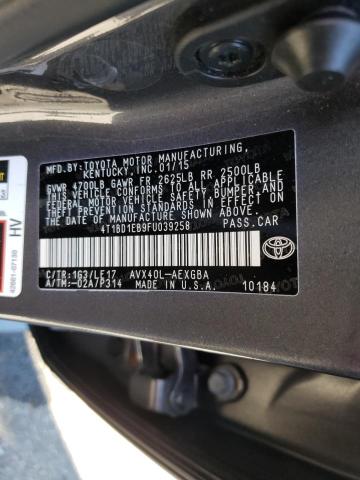 MFD.BY:TOYOTA MOTOR MANUFACTURING,
KENTUCKY,INC.01/15
GVWR 4700LB GAWR FR 2625LB RR 2500LB
THIS VEHICLE CONFORMS TO ALL APPLICABLE
FEDERAL MOTOR VEHICLE SAFETY, BUMPER, AND
THEFT PREVENTION STANDARDS IN EFFECT ON
THE DATE OF MANUFACTURE SHOWN ABOVE.
4T1BD1EB9FU039258 PASS.CAR
C/TR:1G3/LF17 AVX40L-AEXGBA
A/TM:-02A/P314 MADE IN U.S.A. 10184
HV